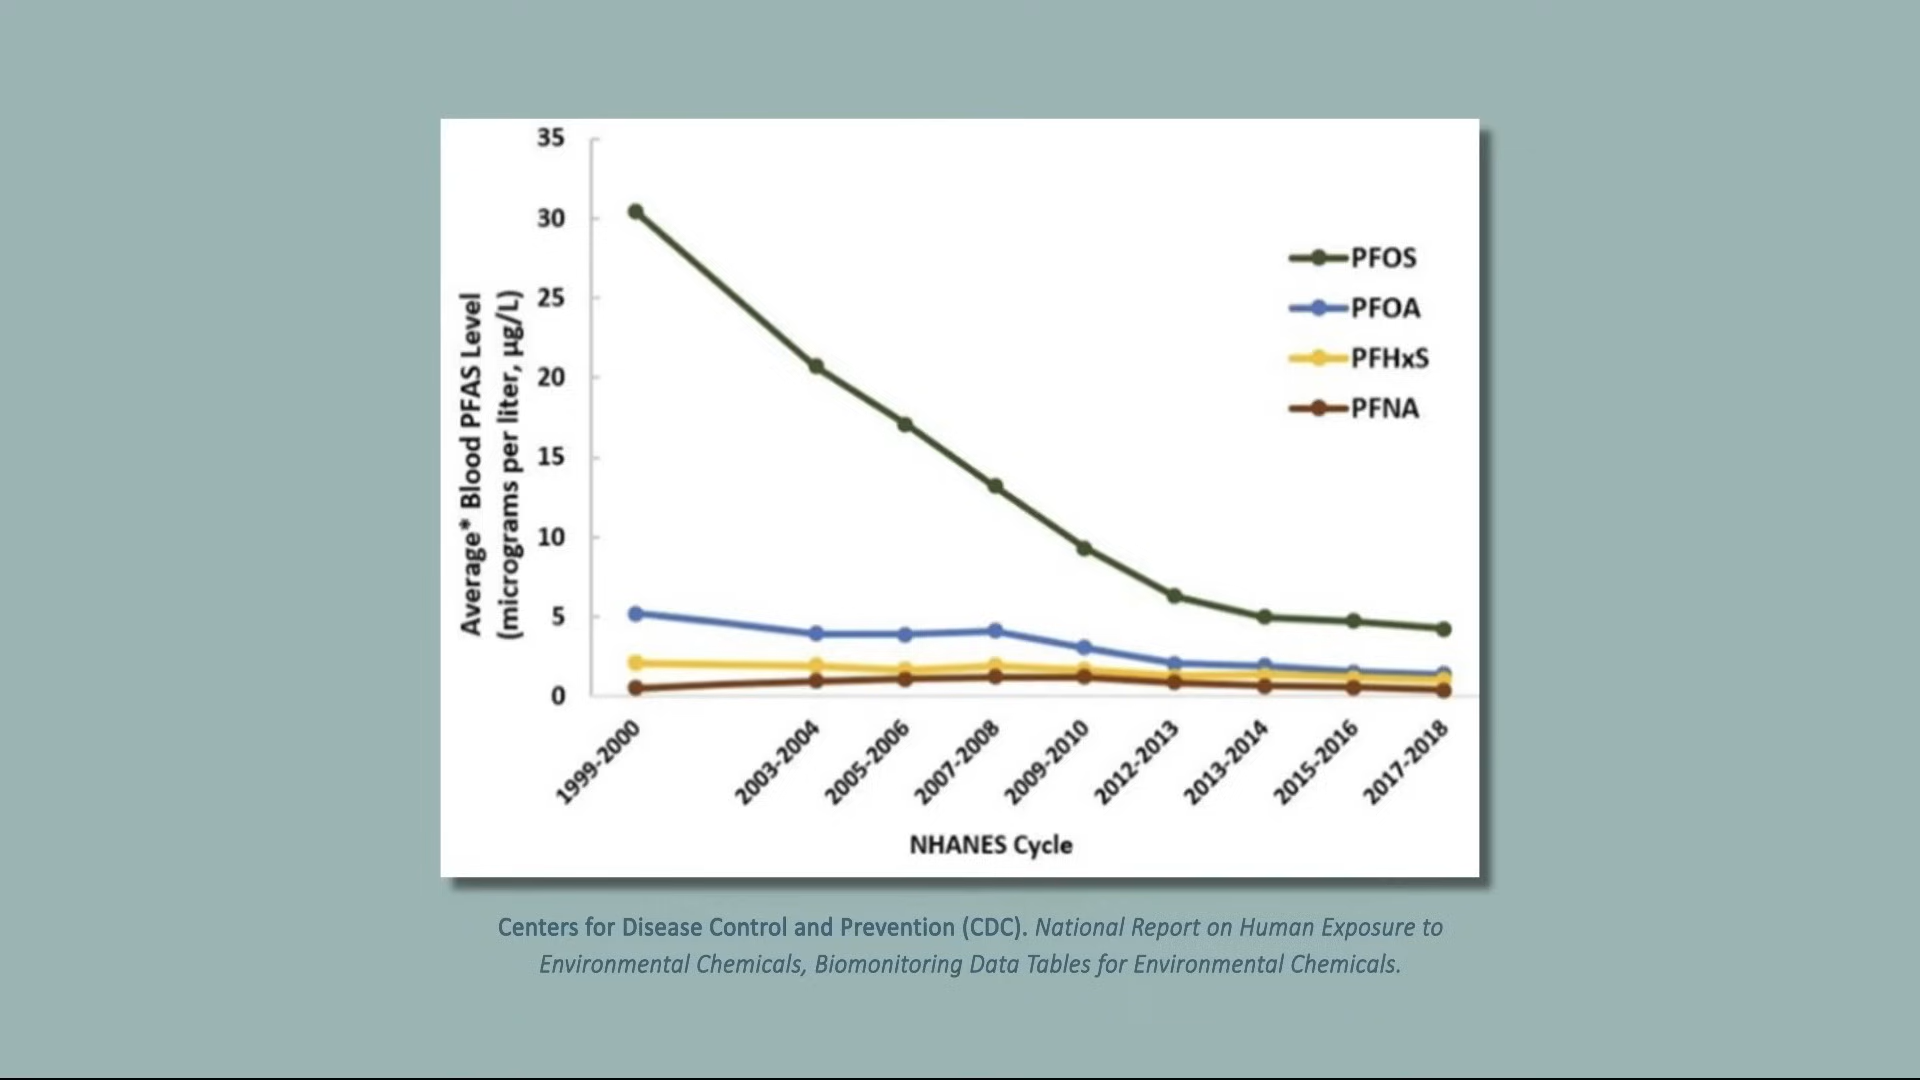 35
30
25
20
15
10
5
0
Average* Blood PFAS Level
(micrograms per liter, µg/L)
PFOS
PFOA
PFHxS
PFNA
1999-2000
2003-2004
2005-2006
2007-2008
2009-2010
2012-2013
2013-2014
2015-2016
2017-2018
NHANES Cycle
Centers for Disease Control and Prevention (CDC). National Report on Human Exposure to
Environmental Chemicals, Biomonitoring Data Tables for Environmental Chemicals.